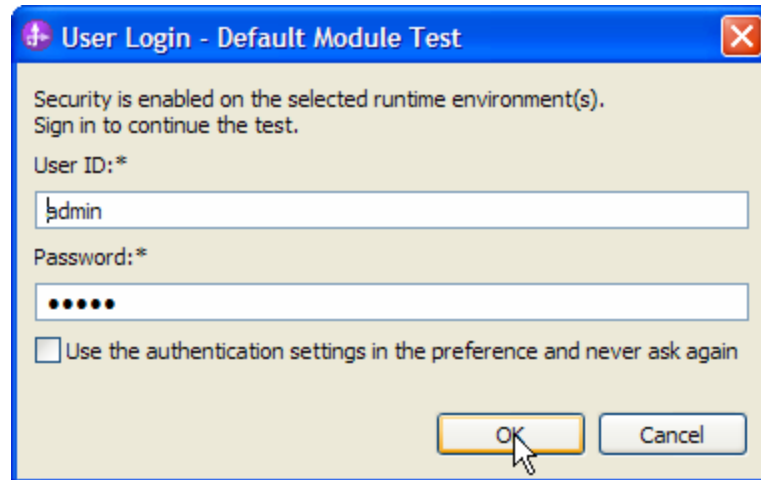 User Login - Default Module Test
Security is enabled on the selected runtime environment(s).
Sign in to continue the test.
User ID:*
admin
Password:*
•••••
Use the authentication settings in the preference and never ask again
OK Cancel